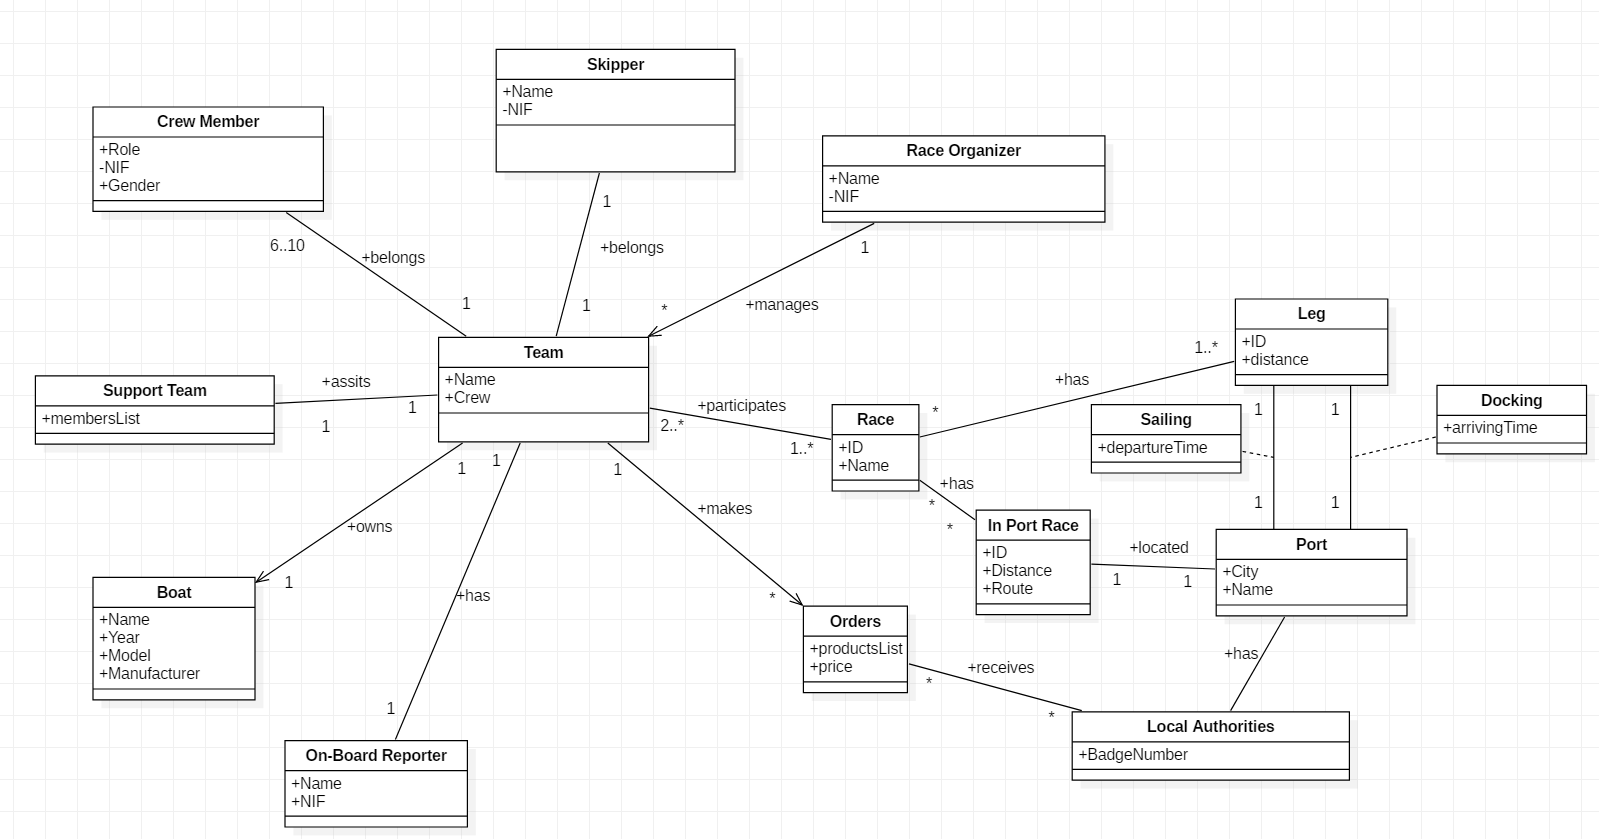 Skipper
+Name
-NIF
Crew Member
+Role
-NIF
+Gender
Race Organizer
+Name
-NIF
1
6..10
+belongs
+belongs
1
1
1
*
+manages
Leg
+ID
+distance
Team
+Name
+Crew
1..*
+has
Support Team
+membersList
+assits
1
1
+participates
2..*
1..*
Race
+ID
+Name
*
Sailing
+departureTime
1
1
Docking
+arrivingTime
1
1
1
+has
*
*
1
1
+makes
+owns
In Port Race
+ID
+Distance
+Route
+located
1
1
Port
+City
+Name
1
Boat
+Name
+Year
+Model
+Manufacturer
+has
*
Orders
+productsList
+price
+has
+receives
*
*
1
Local Authorities
+BadgeNumber
On-Board Reporter
+Name
+NIF